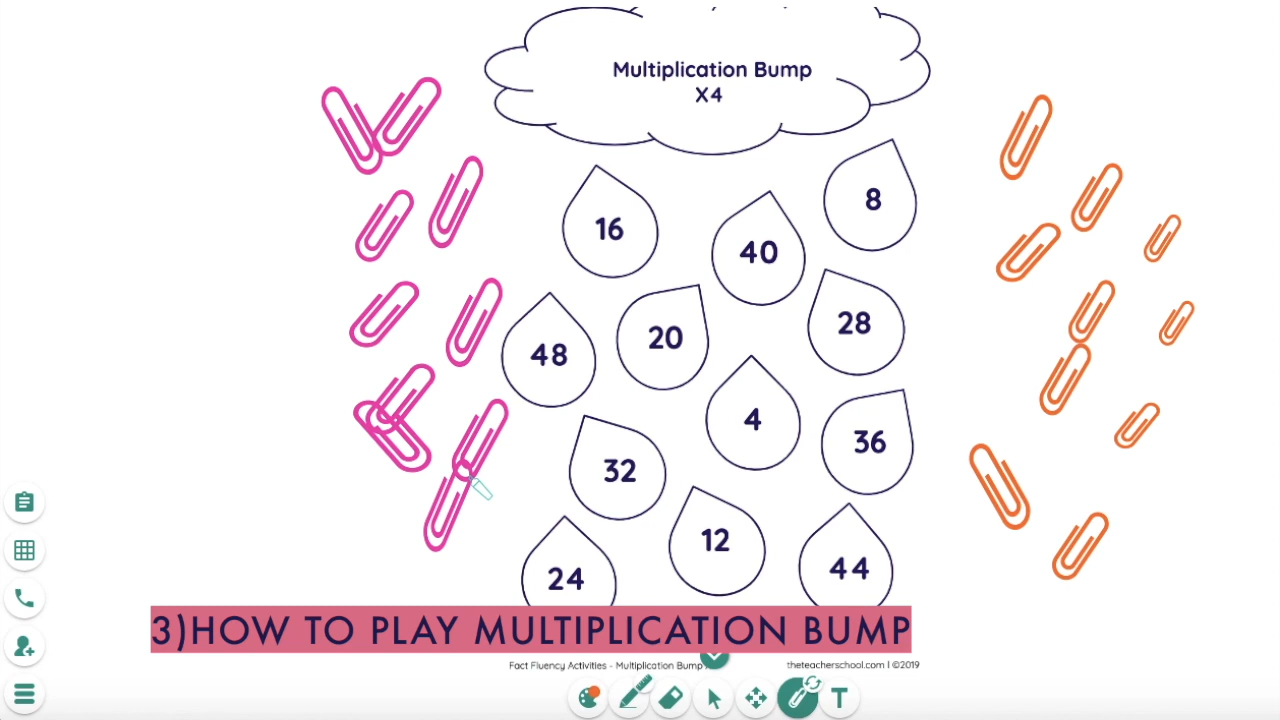 Multiplication Bump
X4
8
16
40
28
20
48
4
36
32
12
44
24
3)HOW TO PLAY MULTIPLICATION BUMP
Fact Fluency Activities - Multiplication Bump
theteacherschool.com I ©2019
T